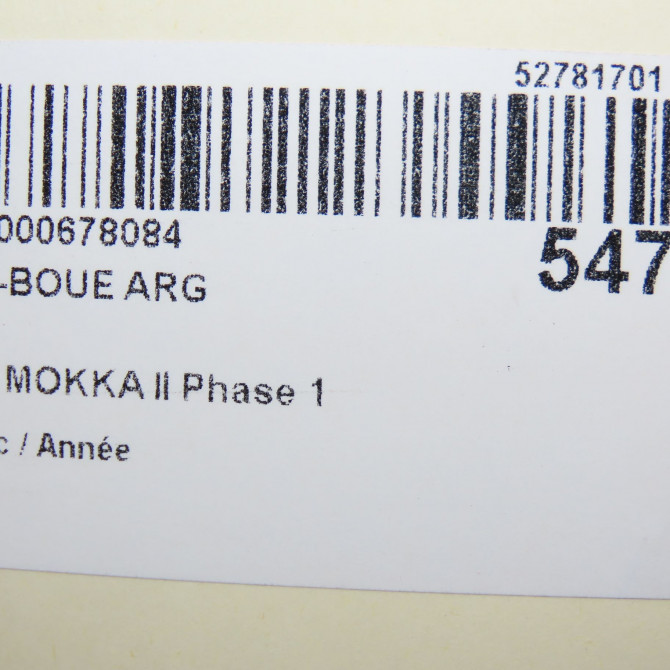 52781701
000678084
547
-BOUE ARG
MOKKA II Phase 1
c / Année